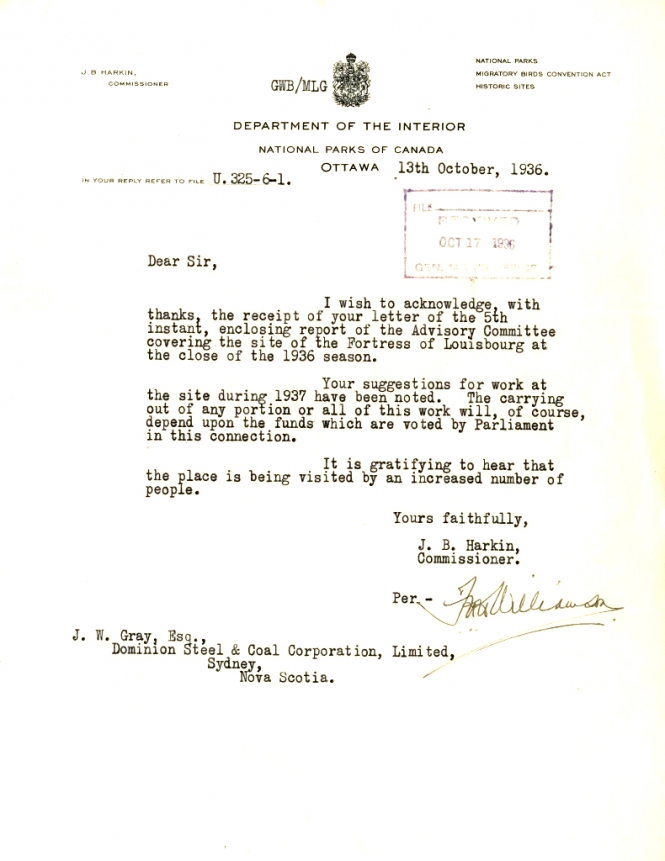 J. B HARKIN,
COMMISSIONER
GWB/MLG
NATIONAL PARKS
MIGRATORY BIRDS CONVENTION ACT
HISTORIC SITES
DEPARTMENT OF THE INTERIOR
NATIONAL PARKS OF CANADA
OTTAWA 13th October, 1936.
IN YOUR REPLY REFER TO FILE U.325-6-1.
FILE
RECEIVED
OCT 17 1936
GEN.
Dear Sir,
I wish to acknowledge, with
thanks, the receipt of your letter of the 5th
instant, enclosing report of the Advisory Committee
covering the site of the Fortress of Louisbourg at
the close of the 1936 season.
Your suggestions for work at
the site during 1937 have been noted. The carrying
out of any portion or all of this work will, of course,
depend upon the funds which are voted by Parliament
in this connection.
It is gratifying to hear that
the place is being visited by an increased number of
people.
Yours faithfully,
J. B. Harkin,
Commissioner.
Per.- Williamson
J. W. Gray, Esq.,
Dominion Steel & Coal Corporation, Limited,
Sydney,
Nova Scotia.